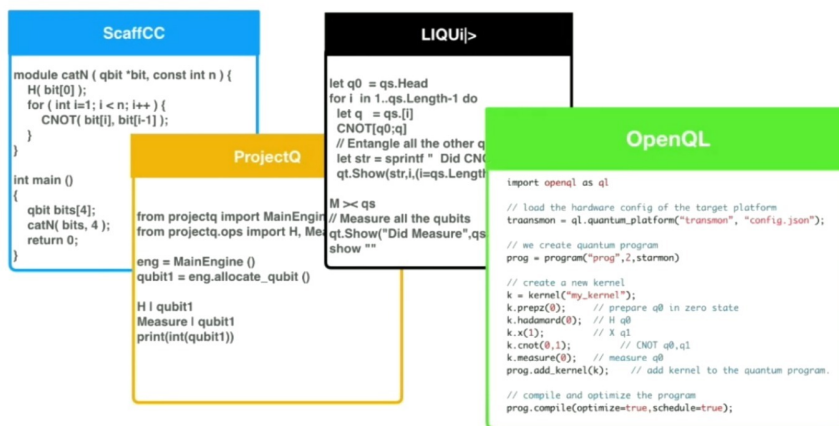 ScaffCC
module catN ( qbit *bit, const int n ) {
H( bit[0] );
for ( int i=1; i < n; i++ ) {
CNOT( bit[i], bit[i-1] );
}
}
int main ()
{
qbit bits[4];
catN( bits, 4 );
return 0;
}
ProjectQ
from projectq import MainEngin
from projectq.ops import H, Mea
eng = MainEngine ()
qubit1 = eng.allocate_qubit ()
H | qubit1
Measure | qubit1
print(int(qubit1))
LIQUi|>
let q0 = qs.Head
for i in 1..qs.Length-1 do
let q = qs.[i]
CNOT[q0;q]
// Entangle all the other q
let str = sprintf " Did CNO
qt.Show(str,i,(i=qs.Length
M >< qs
// Measure all the qubits
qt.Show("Did Measure",qs
show ""
OpenQL
import openql as ql
// load the hardware config of the target platform
traansmon = ql.quantum_platform("transmon", "config.json");
// we create quantum program
prog = program("prog",2,starmon)
// create a new kernel
k = kernel("my_kernel");
k.prepz(0); // prepare q0 in zero state
k.hadamard(0); // H q0
k.x(1); // X q1
k.cnot(0,1); // CNOT q0,q1
k.measure(0); // measure q0
prog.add_kernel(k); // add kernel to the quantum program.
// compile and optimize the program
prog.compile(optimize=true,schedule=true);